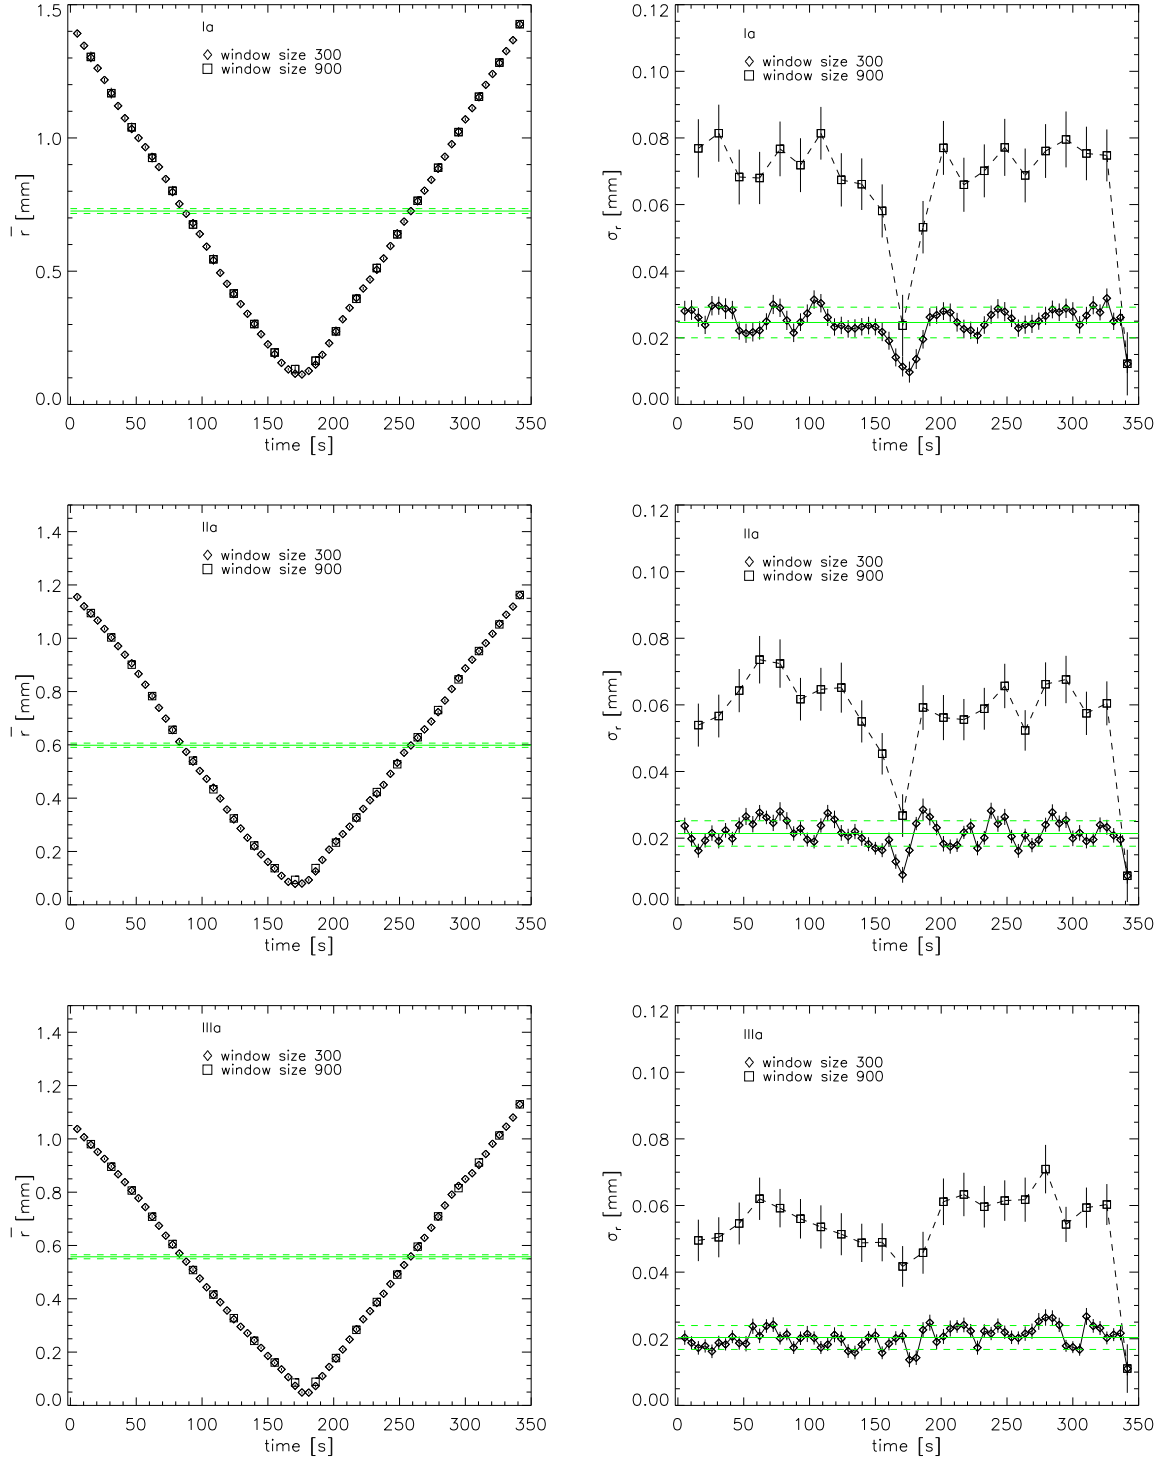 Ia
◇ window size 300
□ window size 900
1.5
1.0
0.5
0.0
r̅ [mm]
0 50 100 150 200 250 300 350
time [s]
Ia
◇ window size 300
□ window size 900
0.12
0.10
0.08
0.06
0.04
0.02
0.00
σr [mm]
0 50 100 150 200 250 300 350
time [s]
IIa
◇ window size 300
□ window size 900
1.4
1.2
1.0
0.8
0.6
0.4
0.2
0.0
r̅ [mm]
0 50 100 150 200 250 300 350
time [s]
IIa
◇ window size 300
□ window size 900
0.12
0.10
0.08
0.06
0.04
0.02
0.00
σr [mm]
0 50 100 150 200 250 300 350
time [s]
IIIa
◇ window size 300
□ window size 900
1.4
1.2
1.0
0.8
0.6
0.4
0.2
0.0
r̅ [mm]
0 50 100 150 200 250 300 350
time [s]
IIIa
◇ window size 300
□ window size 900
0.12
0.10
0.08
0.06
0.04
0.02
0.00
σr [mm]
0 50 100 150 200 250 300 350
time [s]